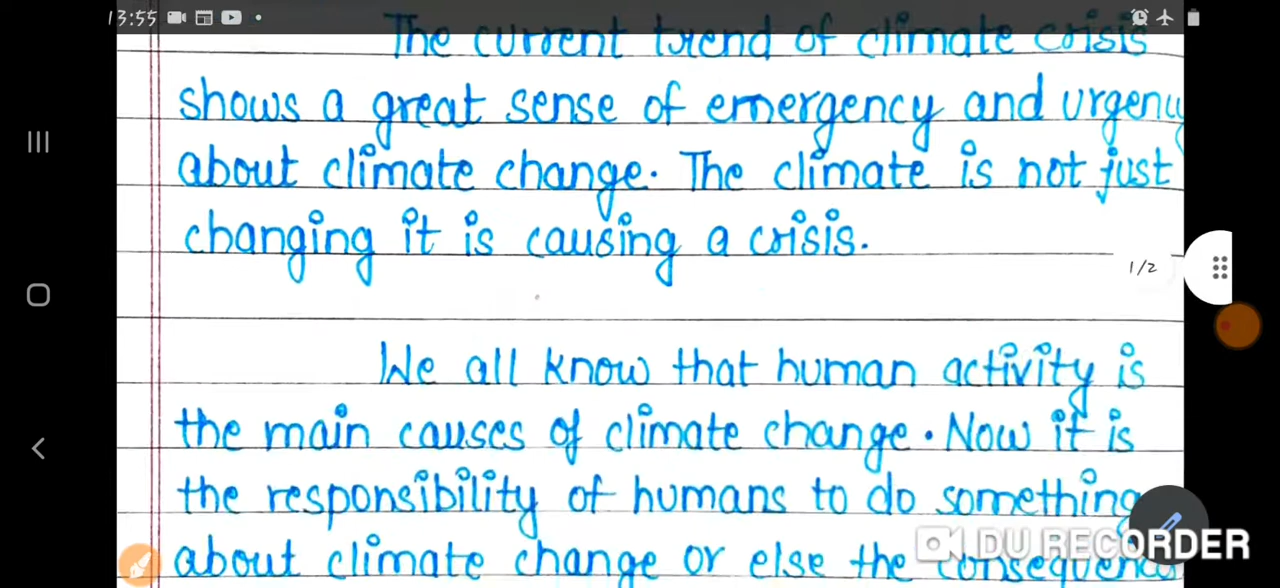 13:55
The current trend of climate crisis
shows a great sense of emergency and urgency
about climate change. The climate is not just
changing it is causing a crisis.
1/2
We all know that human activity is
the main causes of climate change. Now it is
the responsibility of humans to do something
about climate change or else the consequence
DU RECORDER